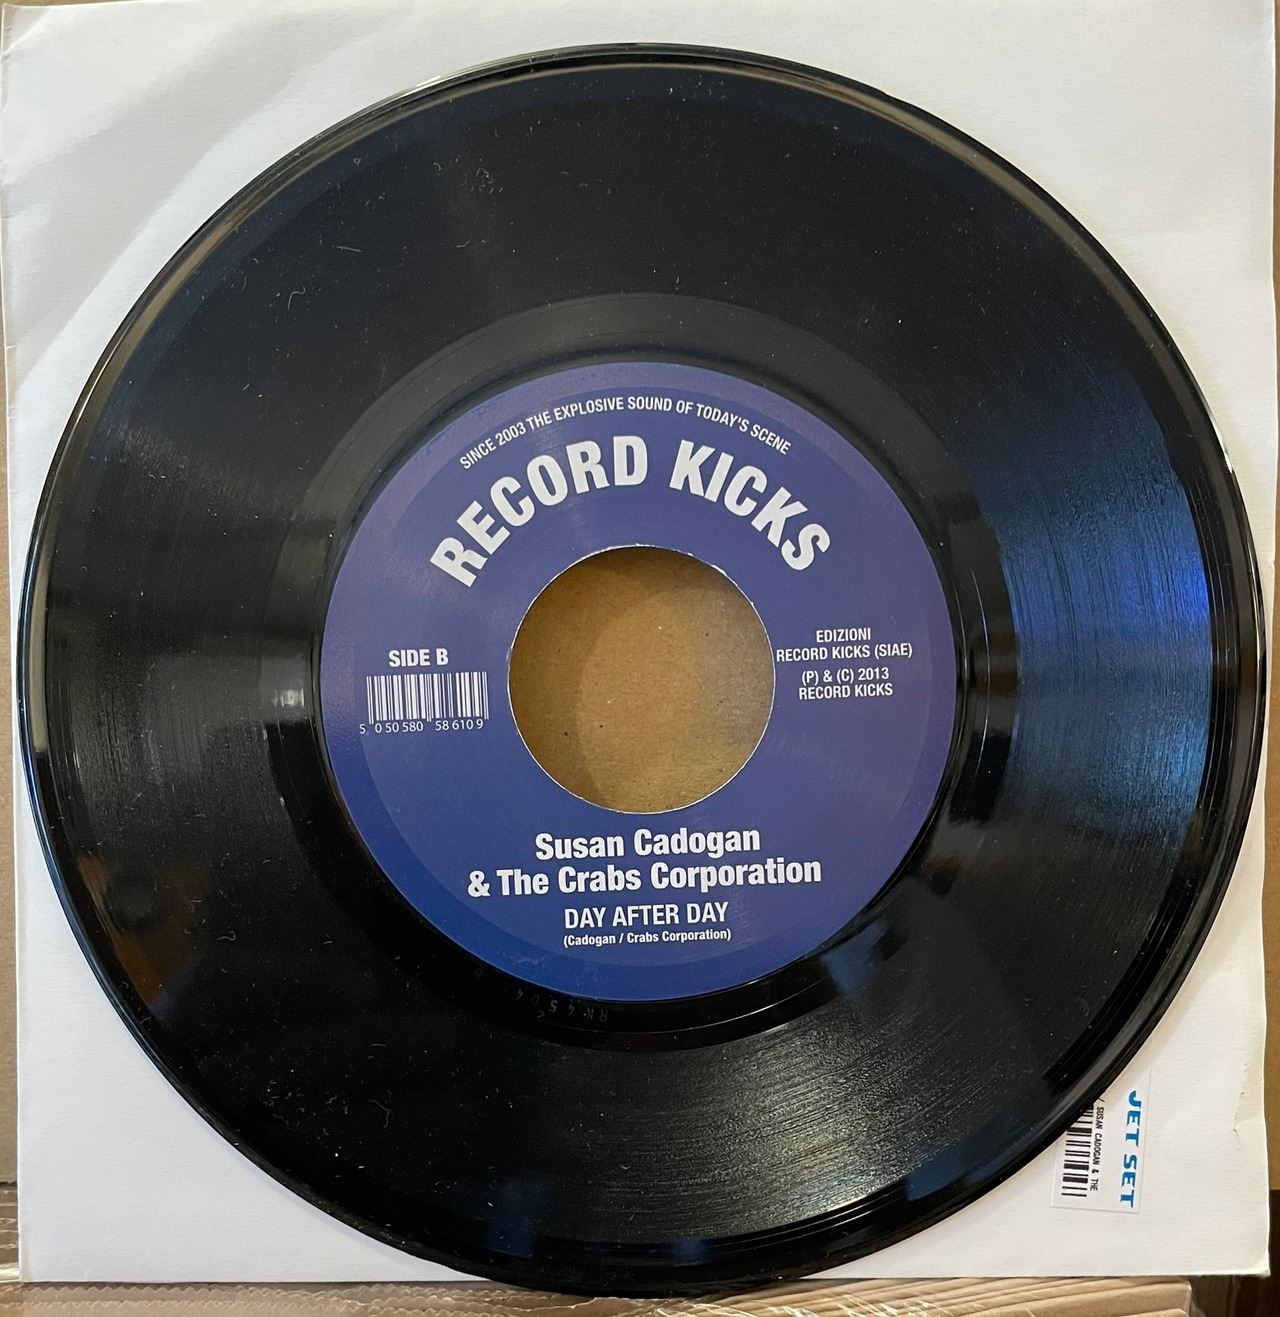 SINCE 2003 THE EXPLOSIVE SOUND OF TODAY'S SCENE
RECORD KICKS
SIDE B
5 050580 586109
EDIZIONI
RECORD KICKS (SIAE)
(P) & (C) 2013
RECORD KICKS
Susan Cadogan
& The Crabs Corporation
DAY AFTER DAY
(Cadogan / Crabs Corporation)
JET SET
/ SUSAN CADOGAN & THE